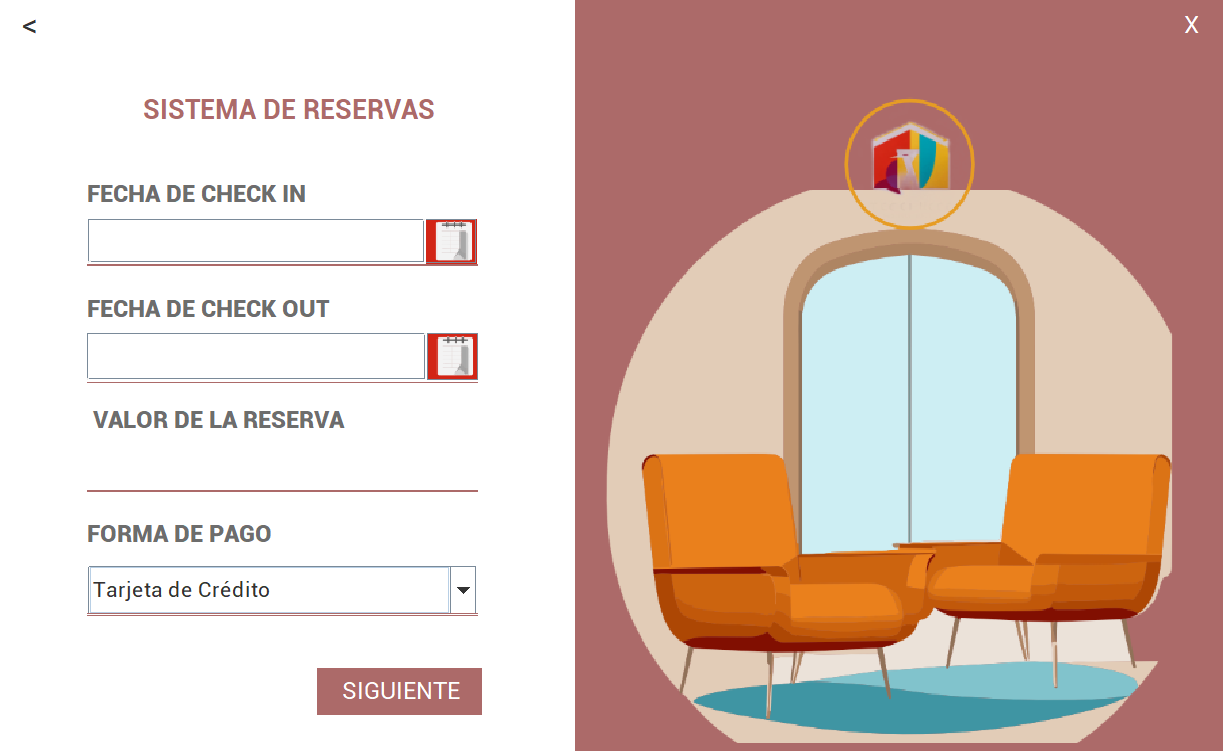 <
X
SISTEMA DE RESERVAS
FECHA DE CHECK IN
FECHA DE CHECK OUT
VALOR DE LA RESERVA
FORMA DE PAGO
Tarjeta de Crédito
SIGUIENTE